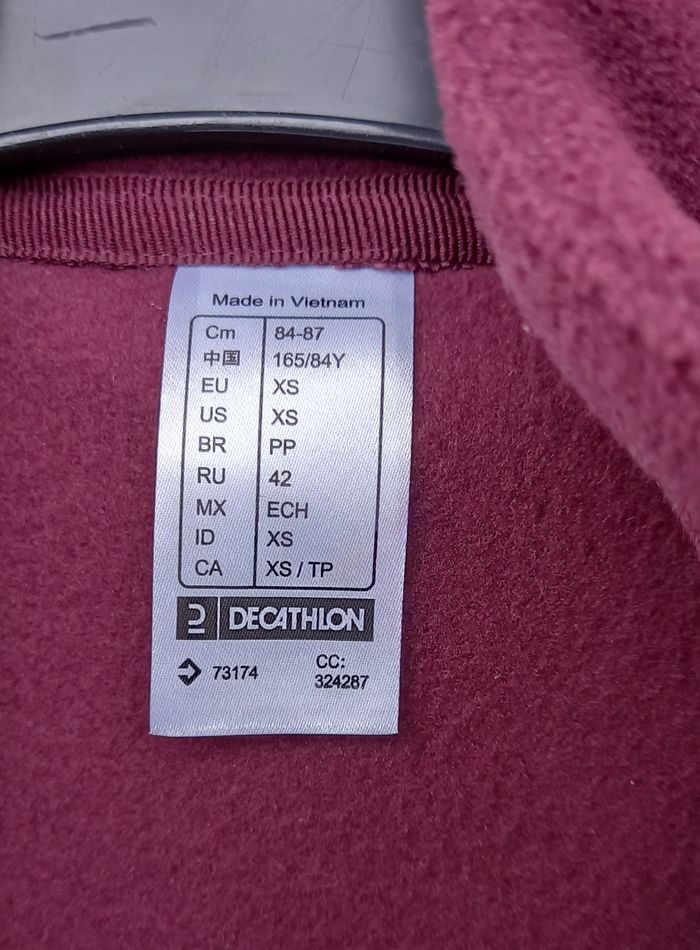 Made in Vietnam
Cm 84-87
中国 165/84Y
EU XS
US XS
BR PP
RU 42
MX ECH
ID XS
CA XS / TP
DECATHLON
73174 CC:
324287